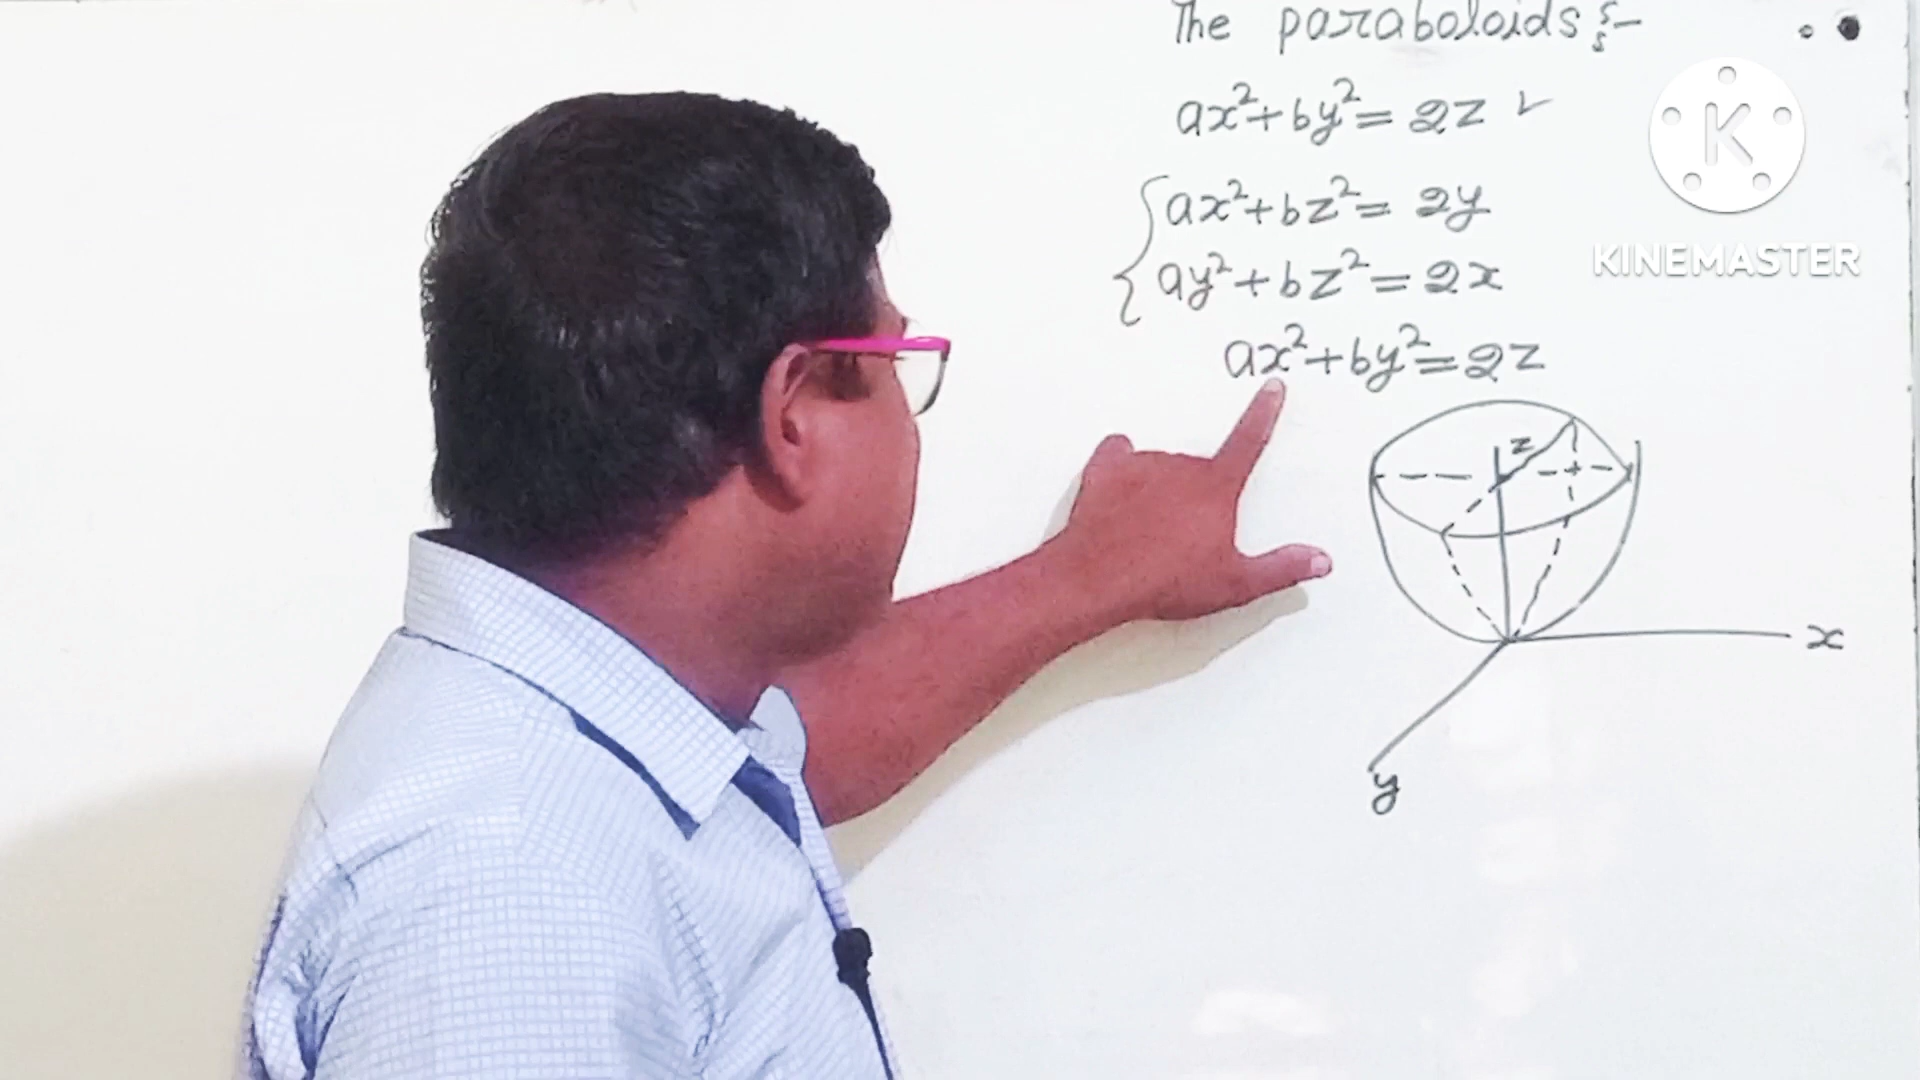 The paraboloids :-
ax²+by²= 2z ✓
ax²+bz²= 2y
ay²+bz²=2x
ax²+by²=2z
z
x
y
K
KINEMASTER